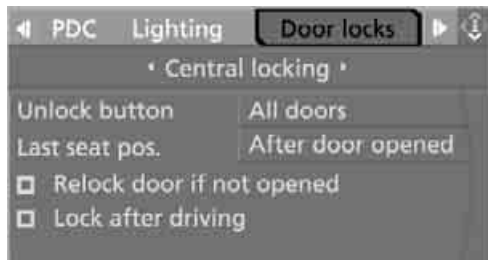 PDC Lighting Door locks
• Central locking •
Unlock button All doors
Last seat pos. After door opened
Relock door if not opened
Lock after driving